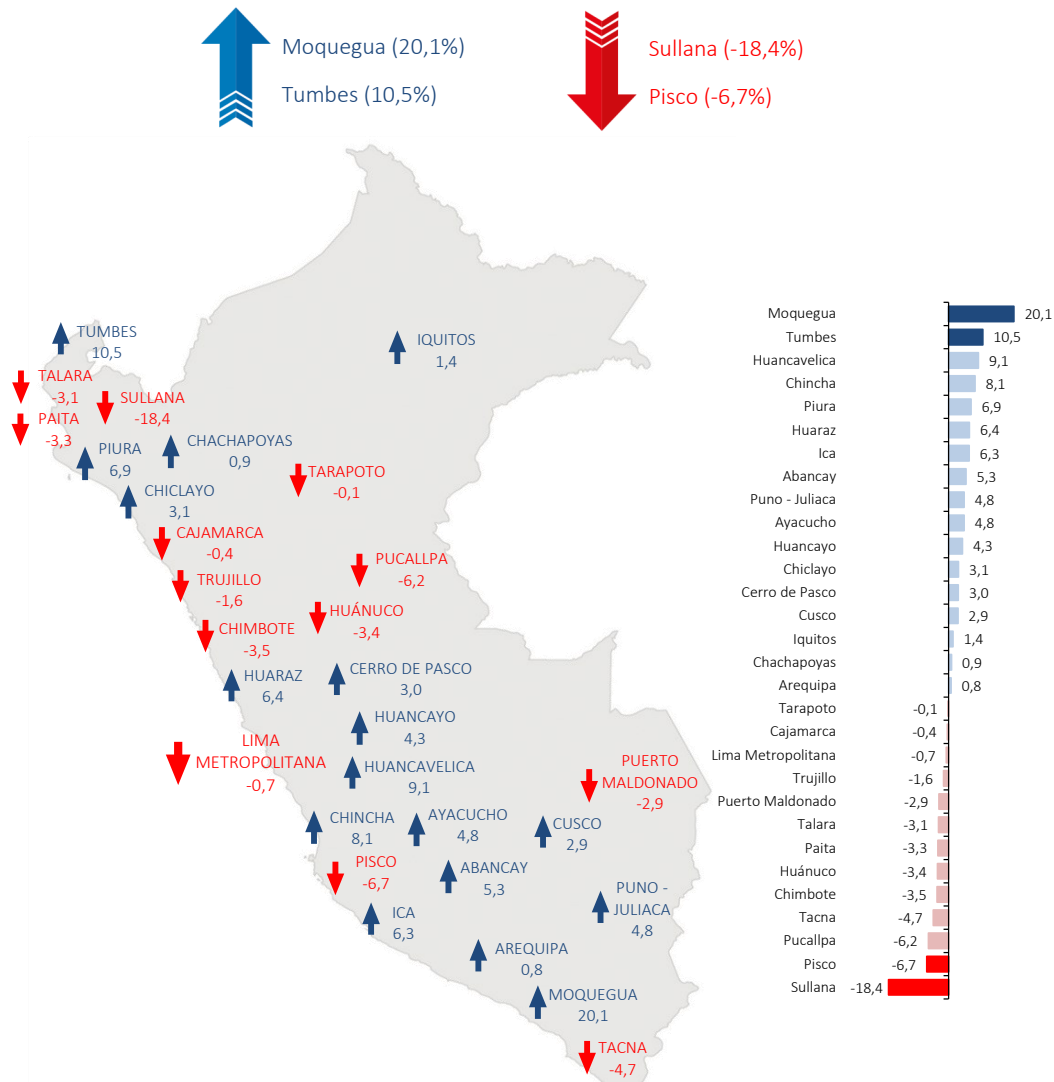 Moquegua (20,1%)
Tumbes (10,5%)
Sullana (-18,4%)
Pisco (-6,7%)
TUMBES
10,5
IQUITOS
1,4
TALARA
-3,1
SULLANA
-18,4
PAITA
-3,3
PIURA
6,9
CHACHAPOYAS
0,9
TARAPOTO
-0,1
CHICLAYO
3,1
CAJAMARCA
-0,4
PUCALLPA
-6,2
TRUJILLO
-1,6
HUÁNUCO
-3,4
CHIMBOTE
-3,5
HUARAZ
6,4
CERRO DE PASCO
3,0
HUANCAYO
4,3
LIMA
METROPOLITANA
-0,7
HUANCAVELICA
9,1
PUERTO
MALDONADO
-2,9
CHINCHA
8,1
AYACUCHO
4,8
CUSCO
2,9
PISCO
-6,7
ABANCAY
5,3
PUNO -
JULIACA
4,8
ICA
6,3
AREQUIPA
0,8
MOQUEGUA
20,1
TACNA
-4,7
Moquegua 20,1
Tumbes 10,5
Huancavelica 9,1
Chincha 8,1
Piura 6,9
Huaraz 6,4
Ica 6,3
Abancay 5,3
Puno - Juliaca 4,8
Ayacucho 4,8
Huancayo 4,3
Chiclayo 3,1
Cerro de Pasco 3,0
Cusco 2,9
Iquitos 1,4
Chachapoyas 0,9
Arequipa 0,8
Tarapoto -0,1
Cajamarca -0,4
Lima Metropolitana -0,7
Trujillo -1,6
Puerto Maldonado -2,9
Talara -3,1
Paita -3,3
Huánuco -3,4
Chimbote -3,5
Tacna -4,7
Pucallpa -6,2
Pisco -6,7
Sullana -18,4